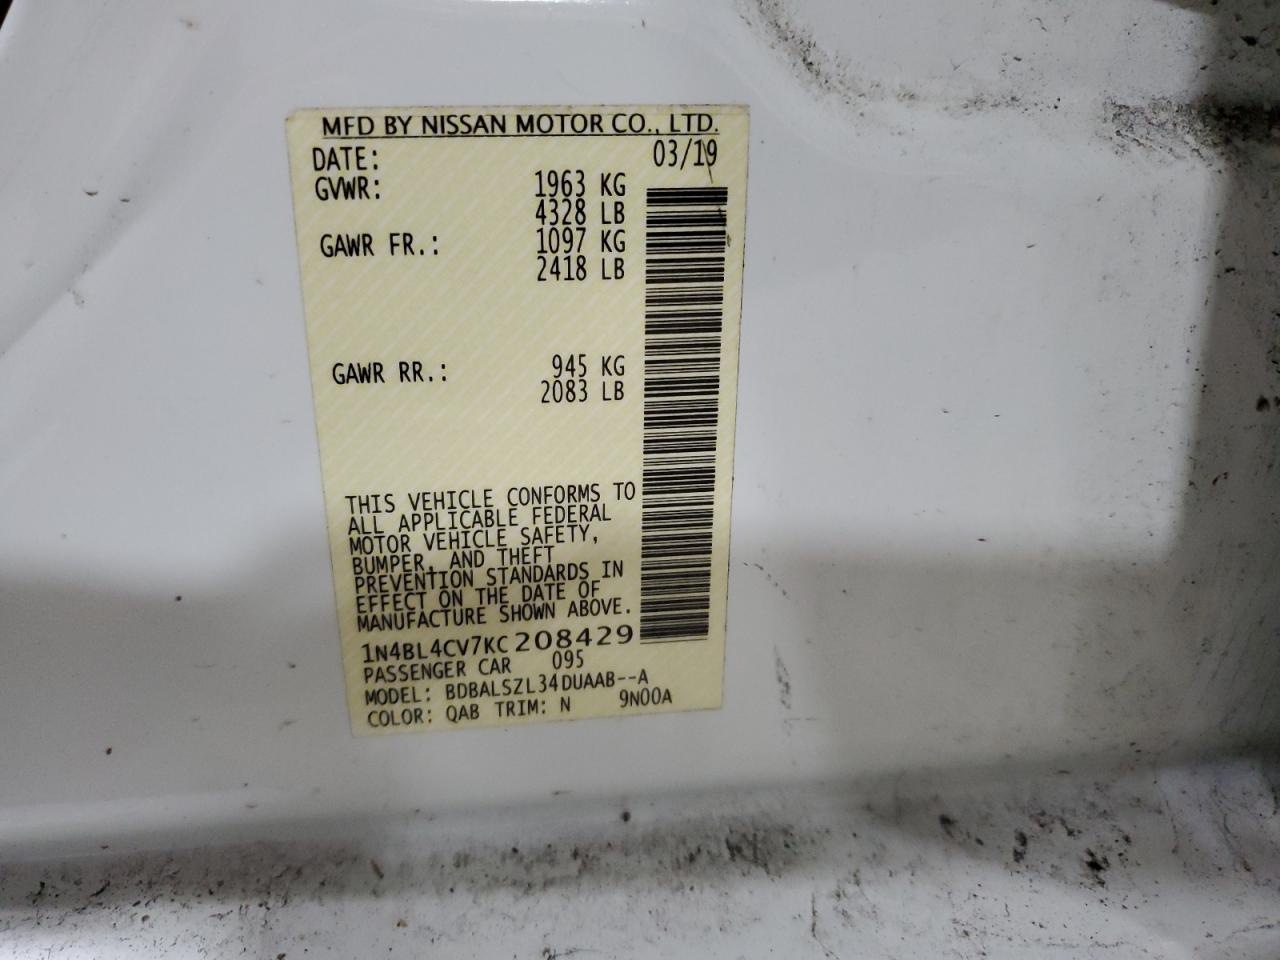 MFD BY NISSAN MOTOR CO., LTD.
DATE: 03/19
GVWR: 1963 KG
4328 LB
GAWR FR.: 1097 KG
2418 LB
GAWR RR.: 945 KG
2083 LB
THIS VEHICLE CONFORMS TO
ALL APPLICABLE FEDERAL
MOTOR VEHICLE SAFETY,
BUMPER, AND THEFT
PREVENTION STANDARDS IN
EFFECT ON THE DATE OF
MANUFACTURE SHOWN ABOVE.
1N4BL4CV7KC208429
PASSENGER CAR 095
MODEL: BDBALSZL34DUAAB--A
COLOR: QAB TRIM: N 9N00A